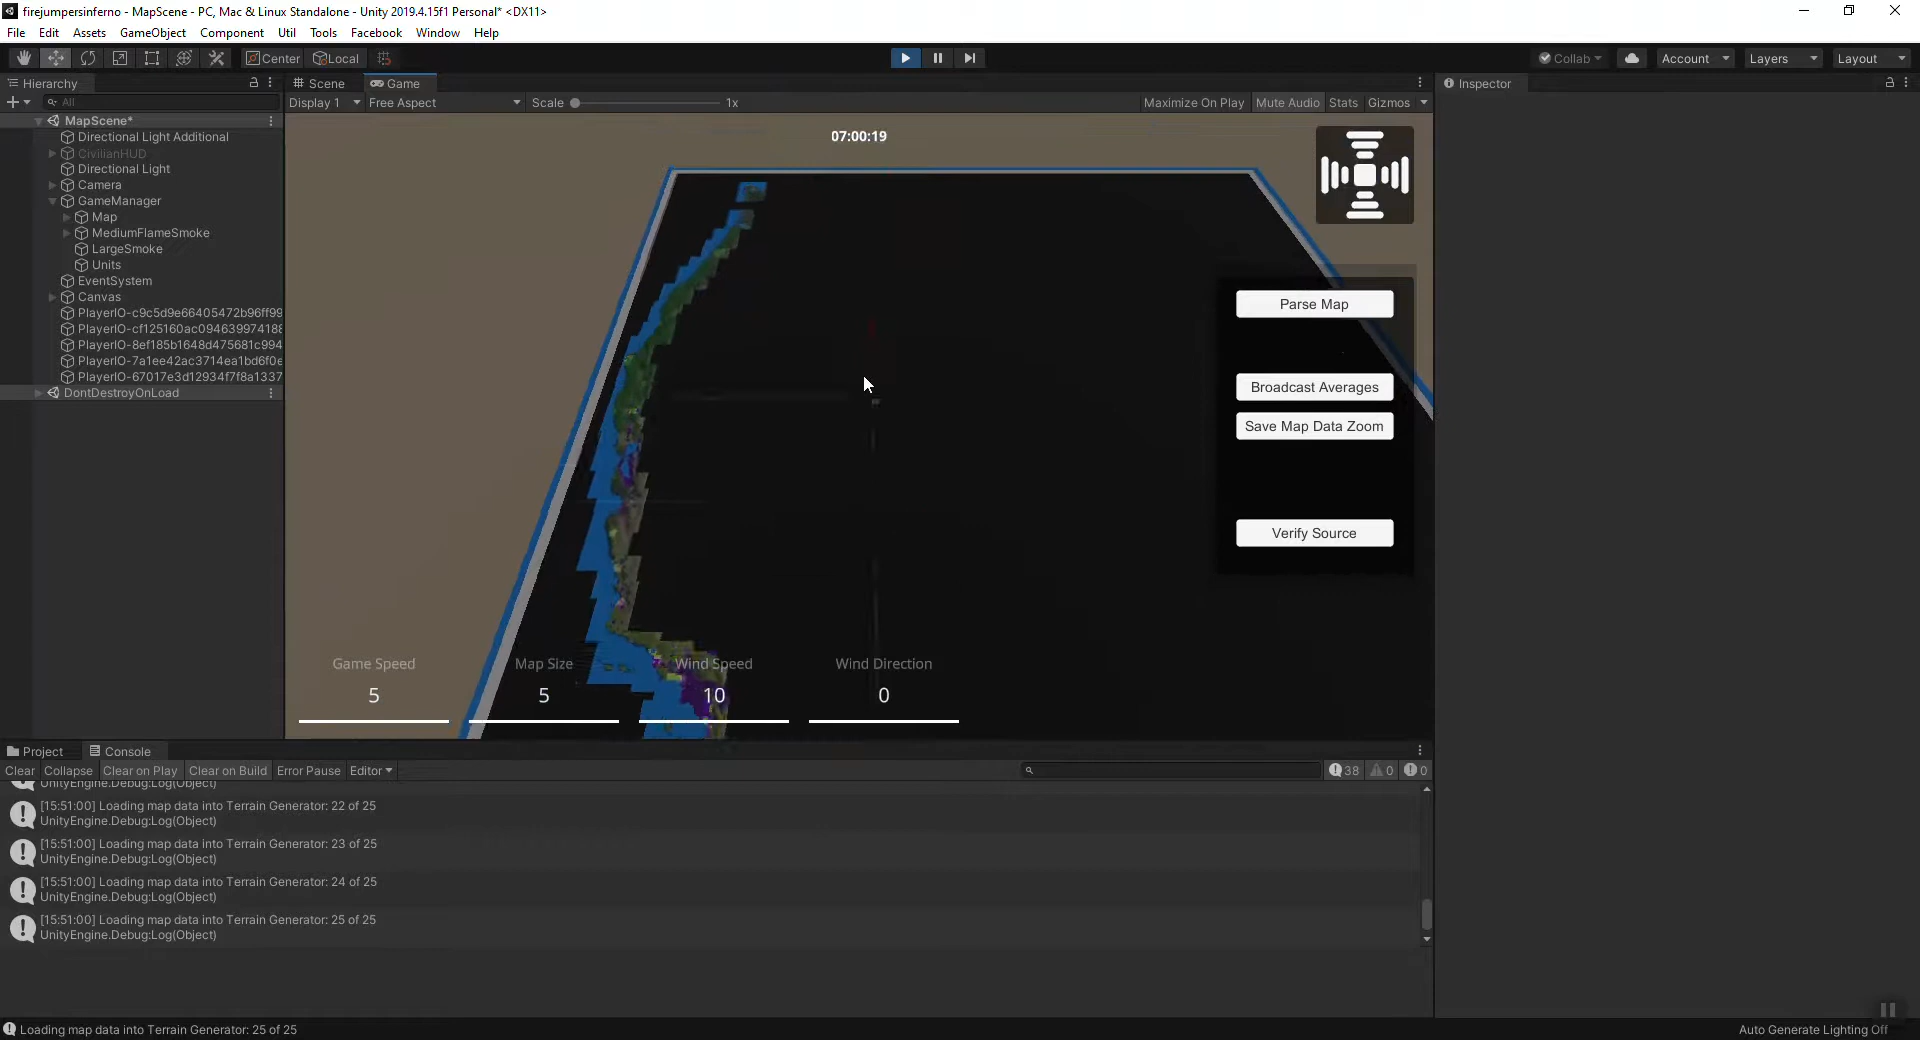 firejumpersinferno - MapScene - PC, Mac & Linux Standalone - Unity 2019.4.15f1 Personal* <DX11>
File Edit Assets GameObject Component Util Tools Facebook Window Help
Center Local Collab Account Layers Layout
Hierarchy
All
MapScene*
Directional Light Additional
CivilianHUD
Directional Light
Camera
GameManager
Map
MediumFlameSmoke
LargeSmoke
Units
EventSystem
Canvas
PlayerIO-c9c5d9e66405472b96ff99
PlayerIO-cf125160ac094639974188
PlayerIO-8ef185b1648d475681c994
PlayerIO-7a1ee42ac3714ea1bd6f0e
PlayerIO-67017e3d12934f7f8a1337
DontDestroyOnLoad
Scene Game
Display 1 Free Aspect Scale 1x Maximize On Play Mute Audio Stats Gizmos
07:00:19
Parse Map
Broadcast Averages
Save Map Data Zoom
Verify Source
Game Speed Map Size Wind Speed Wind Direction
5 5 10 0
Inspector
Project Console
Clear Collapse Clear on Play Clear on Build Error Pause Editor 38 0 0
UnityEngine.Debug:Log(Object)
[15:51:00] Loading map data into Terrain Generator: 22 of 25
UnityEngine.Debug:Log(Object)
[15:51:00] Loading map data into Terrain Generator: 23 of 25
UnityEngine.Debug:Log(Object)
[15:51:00] Loading map data into Terrain Generator: 24 of 25
UnityEngine.Debug:Log(Object)
[15:51:00] Loading map data into Terrain Generator: 25 of 25
UnityEngine.Debug:Log(Object)
Loading map data into Terrain Generator: 25 of 25
Auto Generate Lighting Off